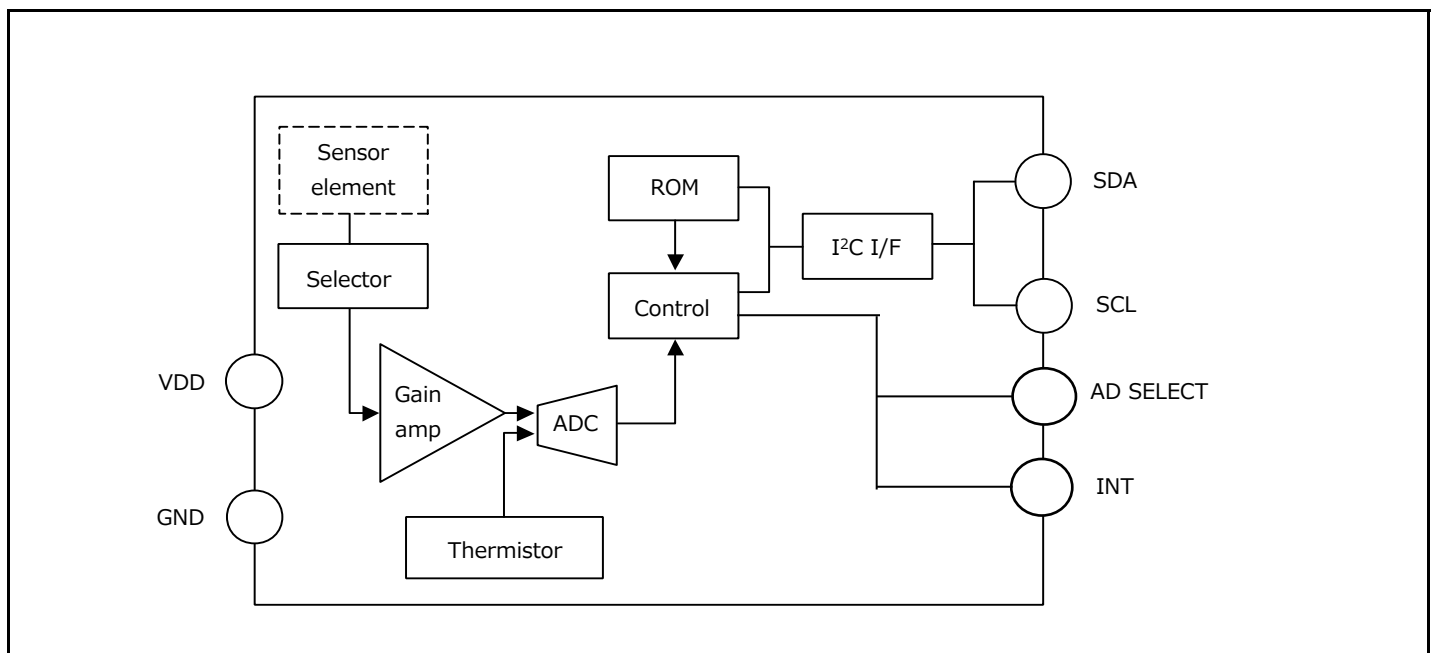 Sensor
element
ROM
SDA
I²C I/F
Selector
Control
SCL
VDD
Gain
amp
ADC
AD SELECT
INT
GND
Thermistor